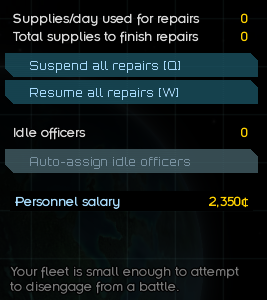 Supplies/day used for repairs 0
Total supplies to finish repairs 0
Suspend all repairs [Q]
Resume all repairs [W]
Idle officers 0
Auto-assign idle officers
Personnel salary 2,350¢
Your fleet is small enough to attempt
to disengage from a battle.